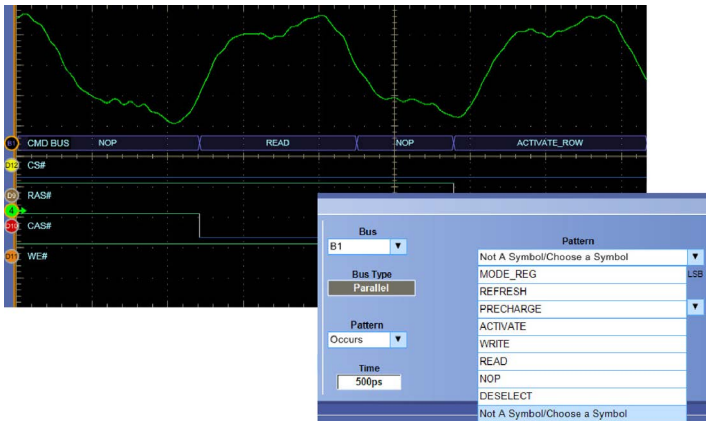 B1 CMD BUS NOP READ NOP ACTIVATE_ROW
D12 CS#
D9 RAS#
4
D10 CAS#
D11 WE#
Bus
B1
Bus Type
Parallel
Pattern
Occurs
Time
500ps
Pattern
Not A Symbol/Choose a Symbol
LSB
MODE_REG
REFRESH
PRECHARGE
ACTIVATE
WRITE
READ
NOP
DESELECT
Not A Symbol/Choose a Symbol